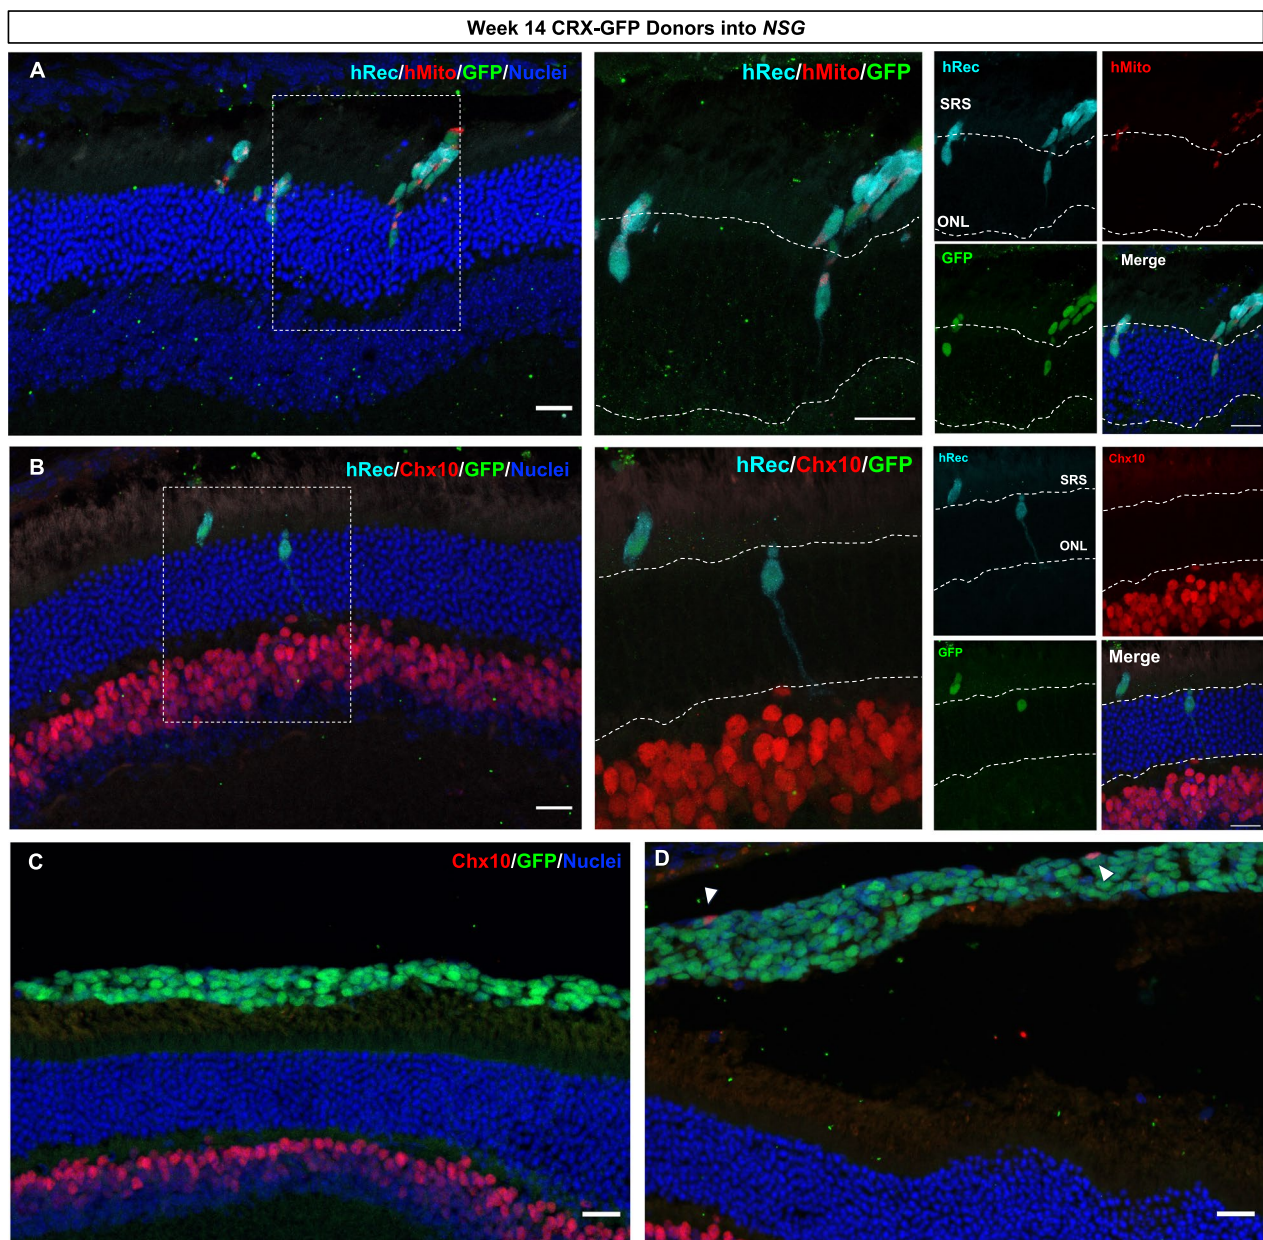 Week 14 CRX-GFP Donors into NSG
A
hRec/hMito/GFP/Nuclei
hRec/hMito/GFP
hRec
SRS
ONL
hMito
GFP
Merge
B
hRec/Chx10/GFP/Nuclei
hRec/Chx10/GFP
hRec
SRS
ONL
Chx10
GFP
Merge
C
Chx10/GFP/Nuclei
D